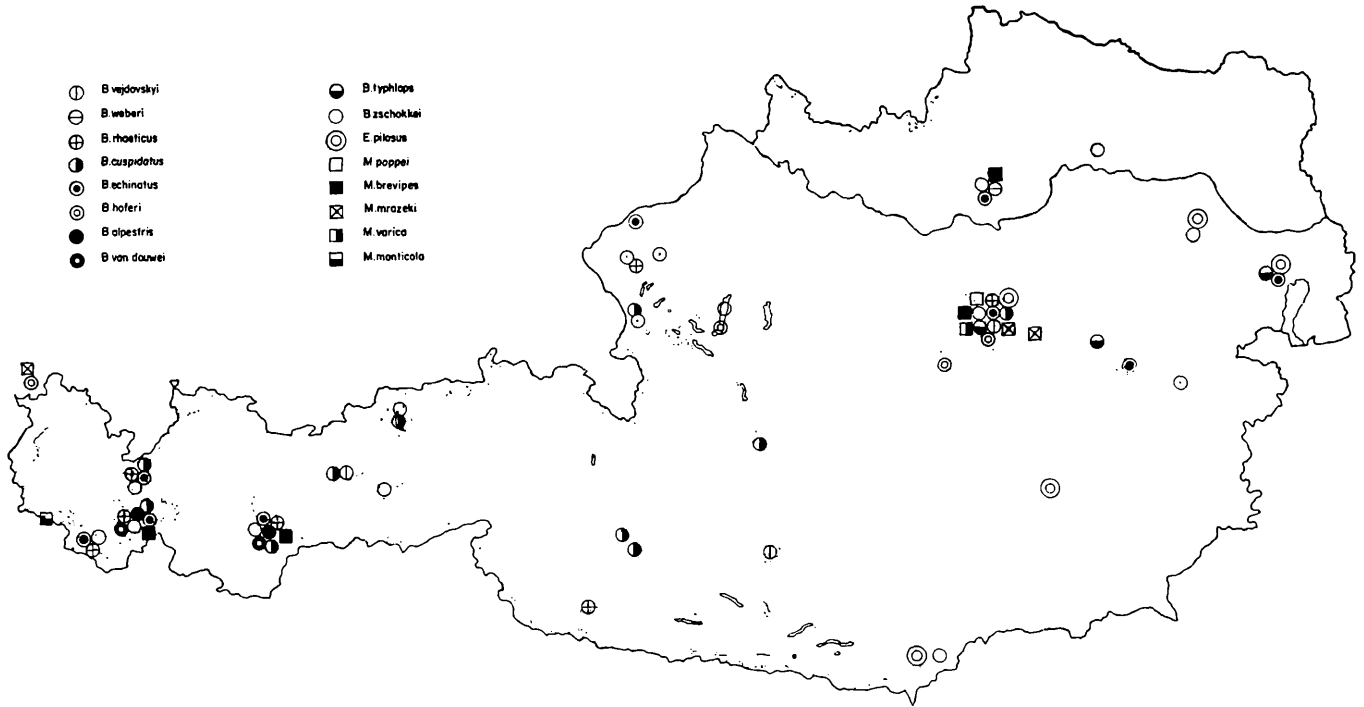 B vejdovskyi
B.weberi
B.rhaeticus
B.cuspidatus
B.echinatus
B hoferi
B alpestris
B van douwei
B.typhlops
B zschokkei
E.pilosus
M poppei
M.brevipes
M.mrazeki
M.varica
M.monticola